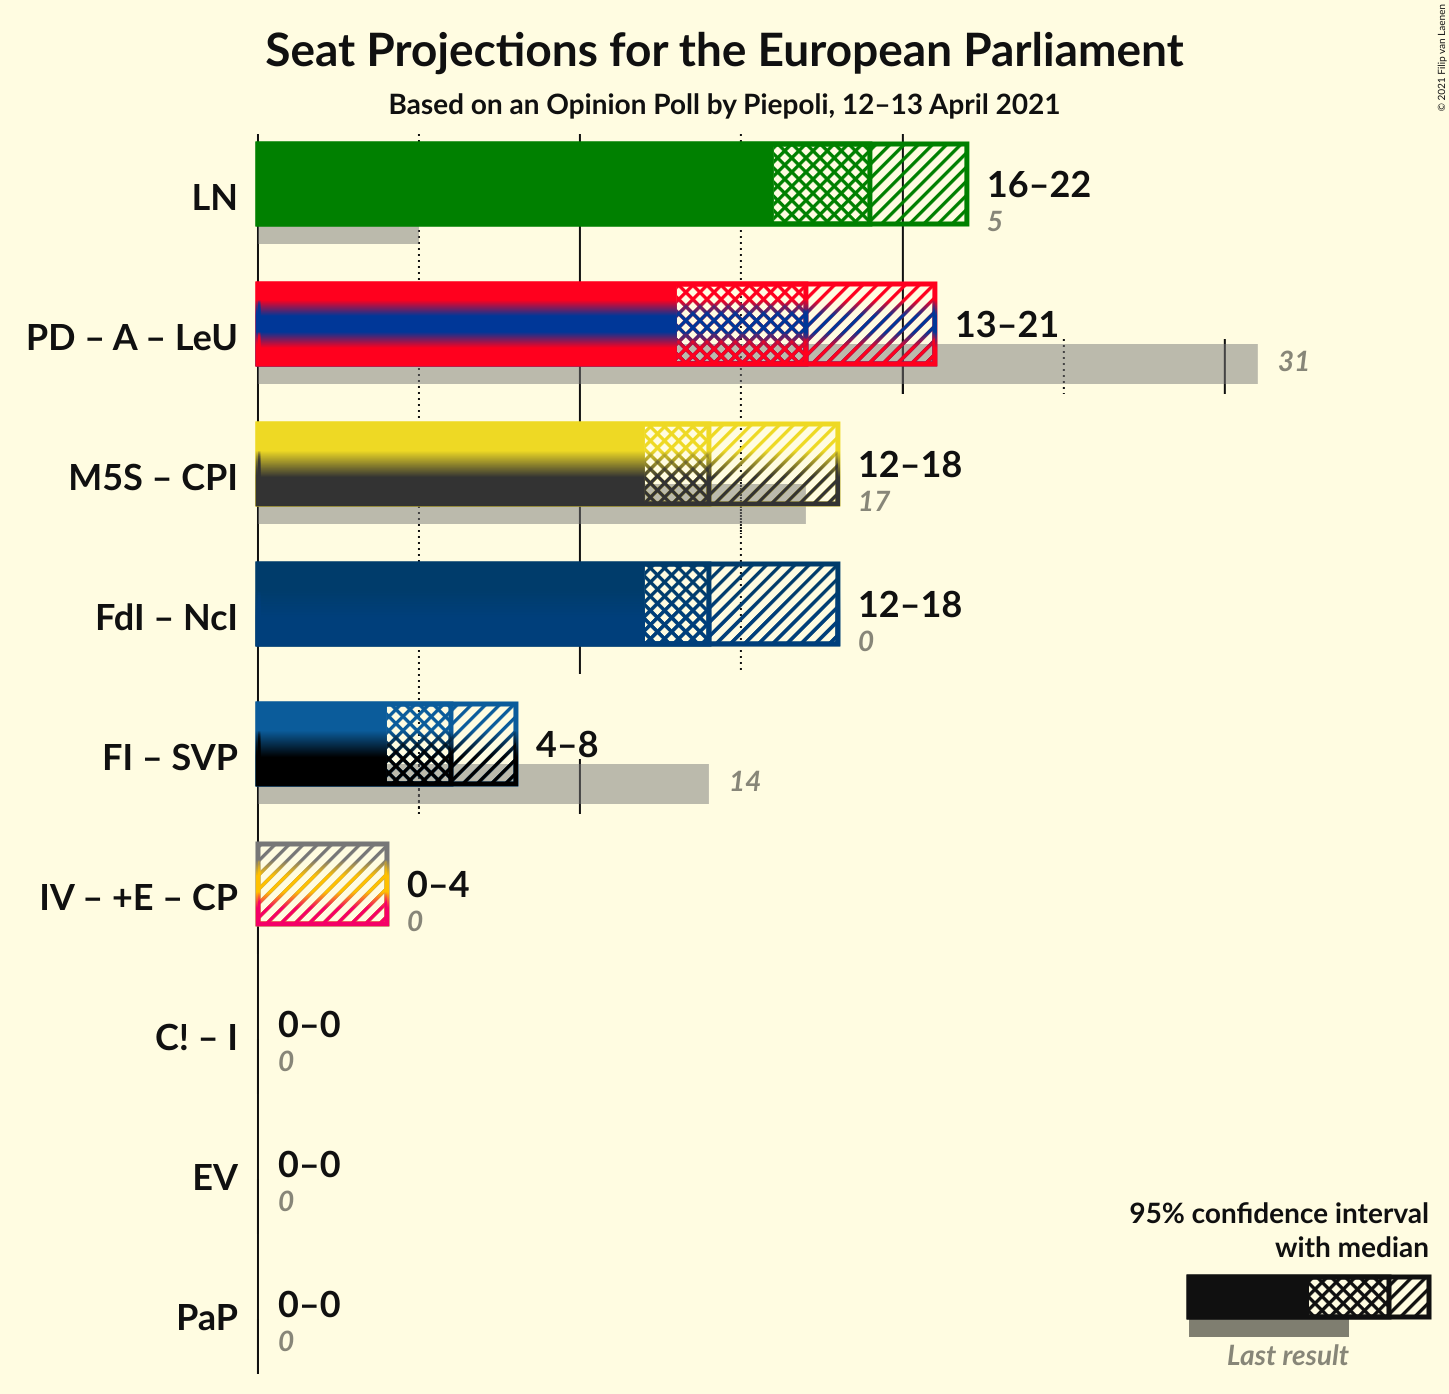 Seat Projections for the European Parliament
Based on an Opinion Poll by Piepoli, 12–13 April 2021
© 2021 Filip van Laenen
LN
16–22
5
PD – A – LeU
13–21
31
M5S – CPI
12–18
17
FdI – NcI
12–18
0
FI – SVP
4–8
14
IV – +E – CP
0–4
0
C! – I
0–0
0
EV
0–0
0
PaP
0–0
0
95% confidence interval
with median
Last result